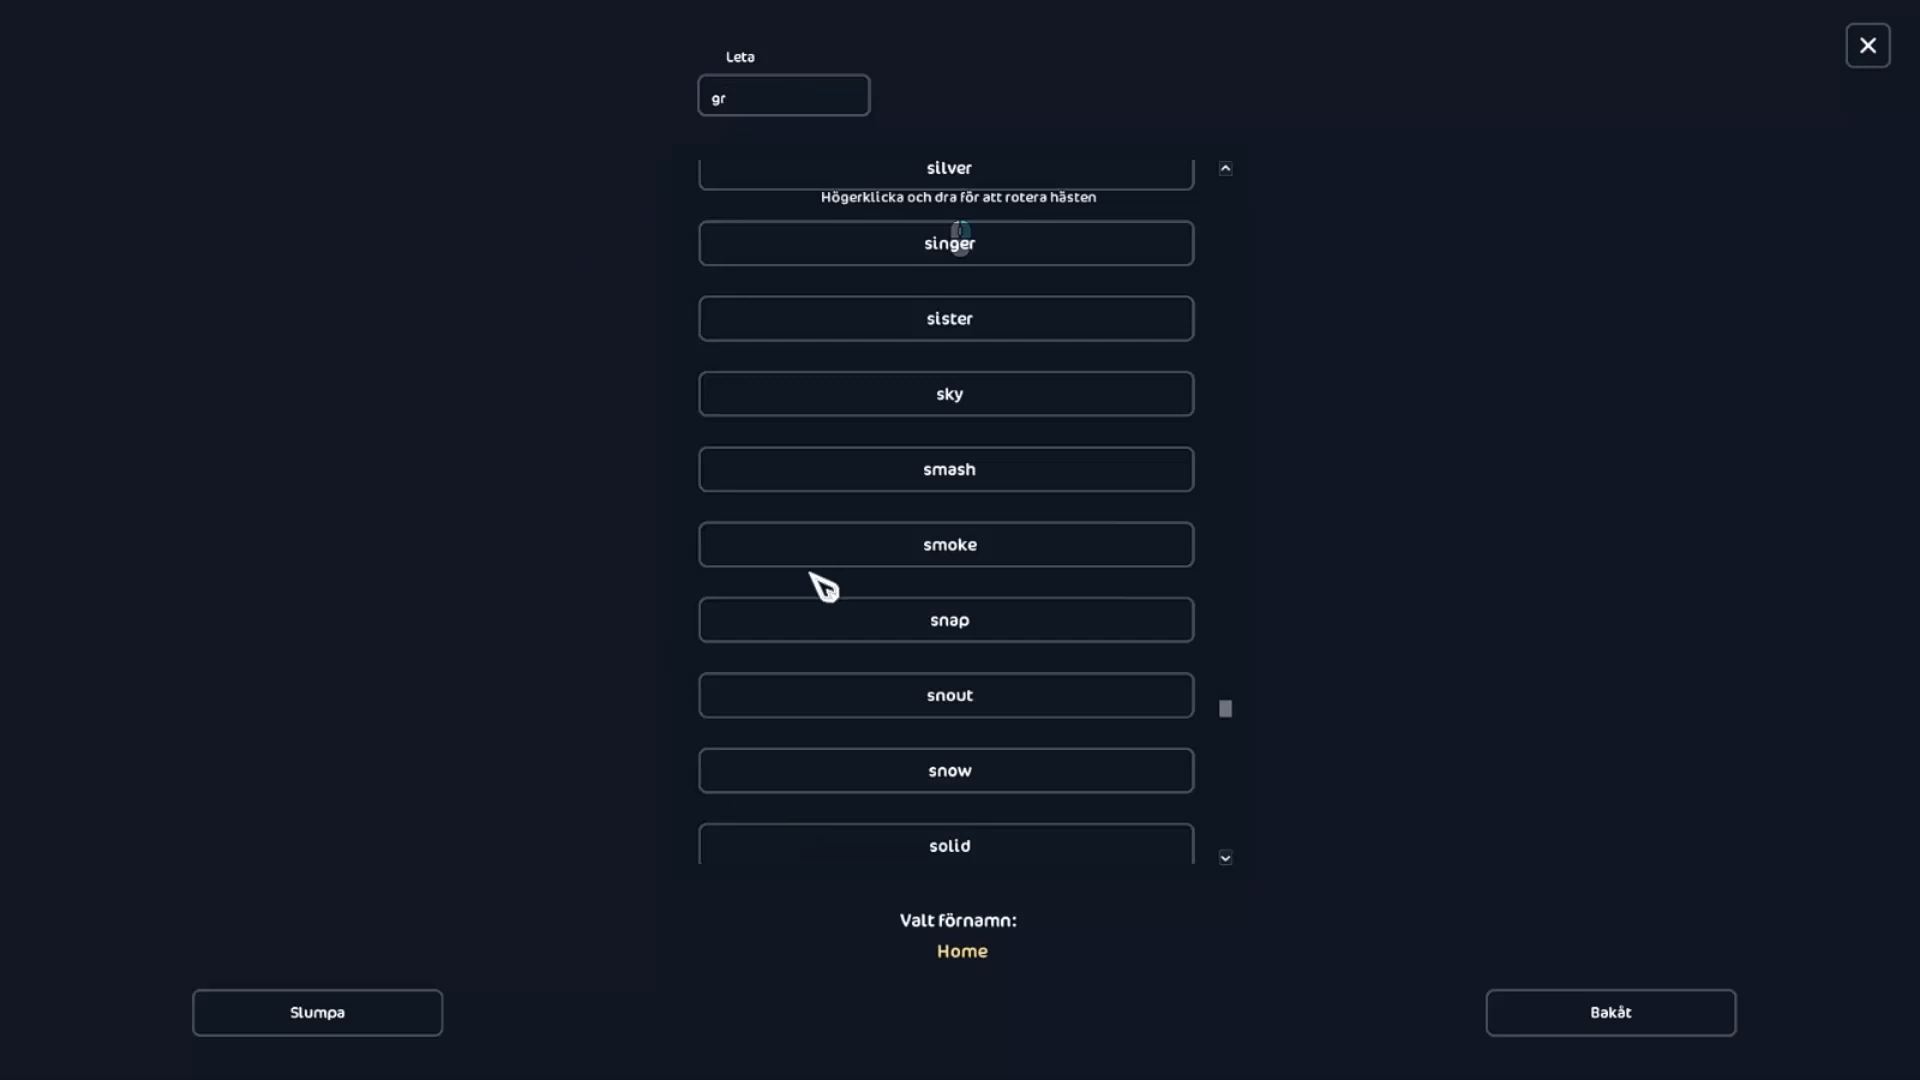 Leta
gr
silver
Högerklicka och dra för att rotera hästen
singer
sister
sky
smash
smoke
snap
snout
snow
solid
Valt förnamn:
Home
Slumpa
Bakåt